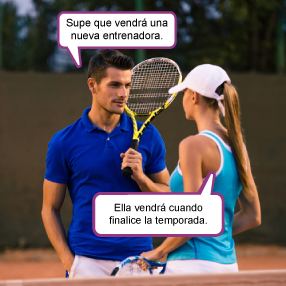 Supe que vendrá una
nueva entrenadora.
Ella vendrá cuando
finalice la temporada.